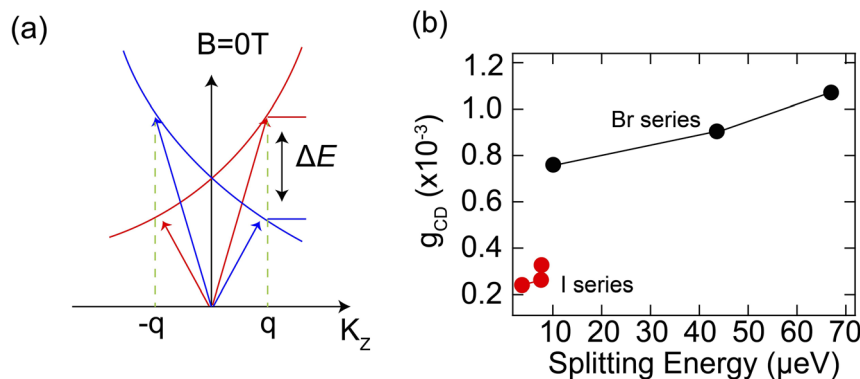 (a)
B=0T
ΔE
-q
q
K_z
(b)
g_CD (x10⁻³)
1.2
1.0
0.8
0.6
0.4
0.2
Br series
I series
10 20 30 40 50 60 70
Splitting Energy (µeV)